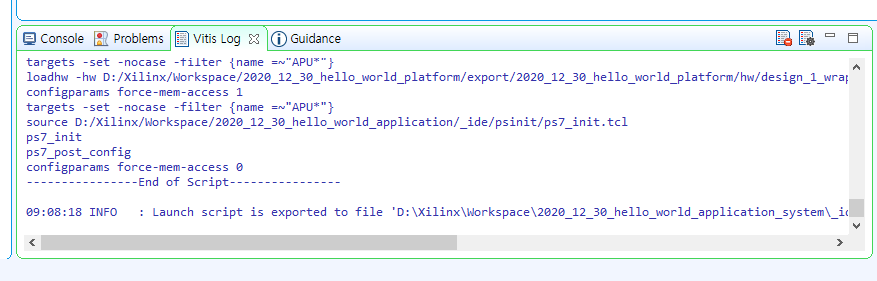 Console Problems Vitis Log Guidance
targets -set -nocase -filter {name =~"APU*"}
loadhw -hw D:/Xilinx/Workspace/2020_12_30_hello_world_platform/export/2020_12_30_hello_world_platform/hw/design_1_wrap
configparams force-mem-access 1
targets -set -nocase -filter {name =~"APU*"}
source D:/Xilinx/Workspace/2020_12_30_hello_world_application/_ide/psinit/ps7_init.tcl
ps7_init
ps7_post_config
configparams force-mem-access 0
----------------End of Script----------------
09:08:18 INFO : Launch script is exported to file 'D:\Xilinx\Workspace\2020_12_30_hello_world_application_system\_ic